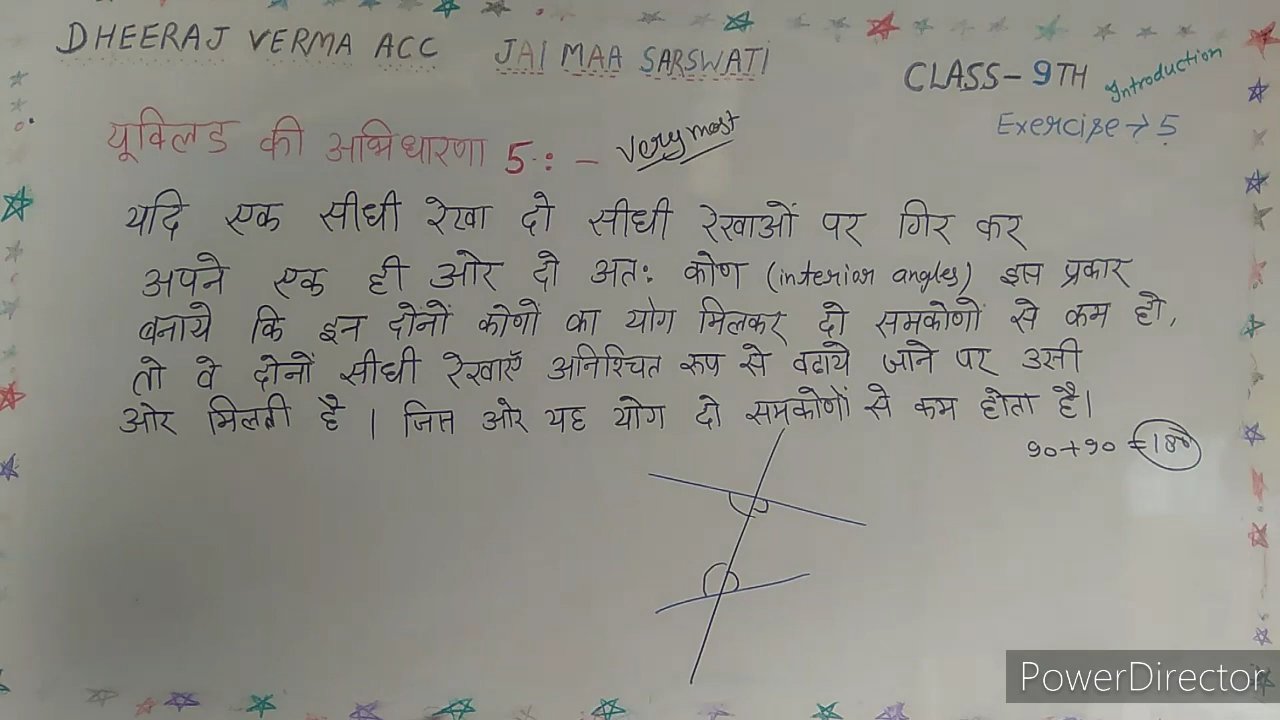 DHEERAJ VERMA ACC JAI MAA SARSWATI
CLASS-9TH Introduction
Exercise → 5
यूक्लिड की अभिधारणा 5 : - very most
यदि एक सीधी रेखा दो सीधी रेखाओं पर गिर कर
अपने एक ही ओर दो अतः कोण (interior angles) इस प्रकार
बनाये कि इन दोंनों कोणों का योग मिलकर दो समकोणों से कम हो,
तो वे दोनों सीधी रेखाएँ अनिश्चित रूप से बढाये जाने पर उसी
ओर मिलती है । जिस ओर यह योग दो समकोणों से कम होता है।
90+90 = 180
PowerDirector